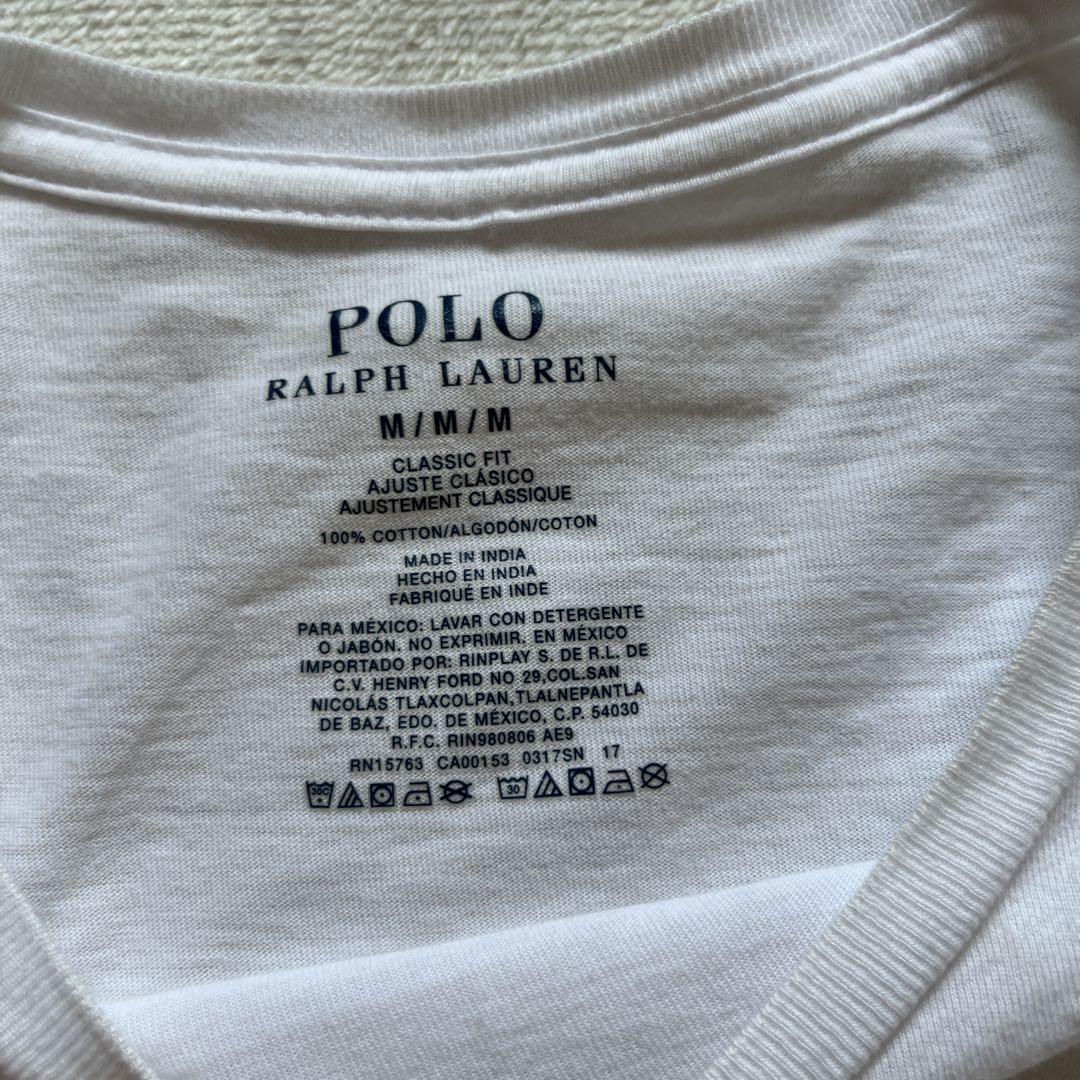 POLO
RALPH LAUREN
M / M / M
CLASSIC FIT
AJUSTE CLÁSICO
AJUSTEMENT CLASSIQUE
100% COTTON/ALGODÓN/COTON
MADE IN INDIA
HECHO EN INDIA
FABRIQUÉ EN INDE
PARA MÉXICO: LAVAR CON DETERGENTE
O JABÓN. NO EXPRIMIR. EN MÉXICO
IMPORTADO POR: RINPLAY S. DE R.L. DE
C.V. HENRY FORD NO 29,COL.SAN
NICOLÁS TLAXCOLPAN,TLALNEPANTLA
DE BAZ, EDO. DE MÉXICO, C.P. 54030
R.F.C. RIN980806 AE9
RN15763 CA00153 0317SN 17
30C 30